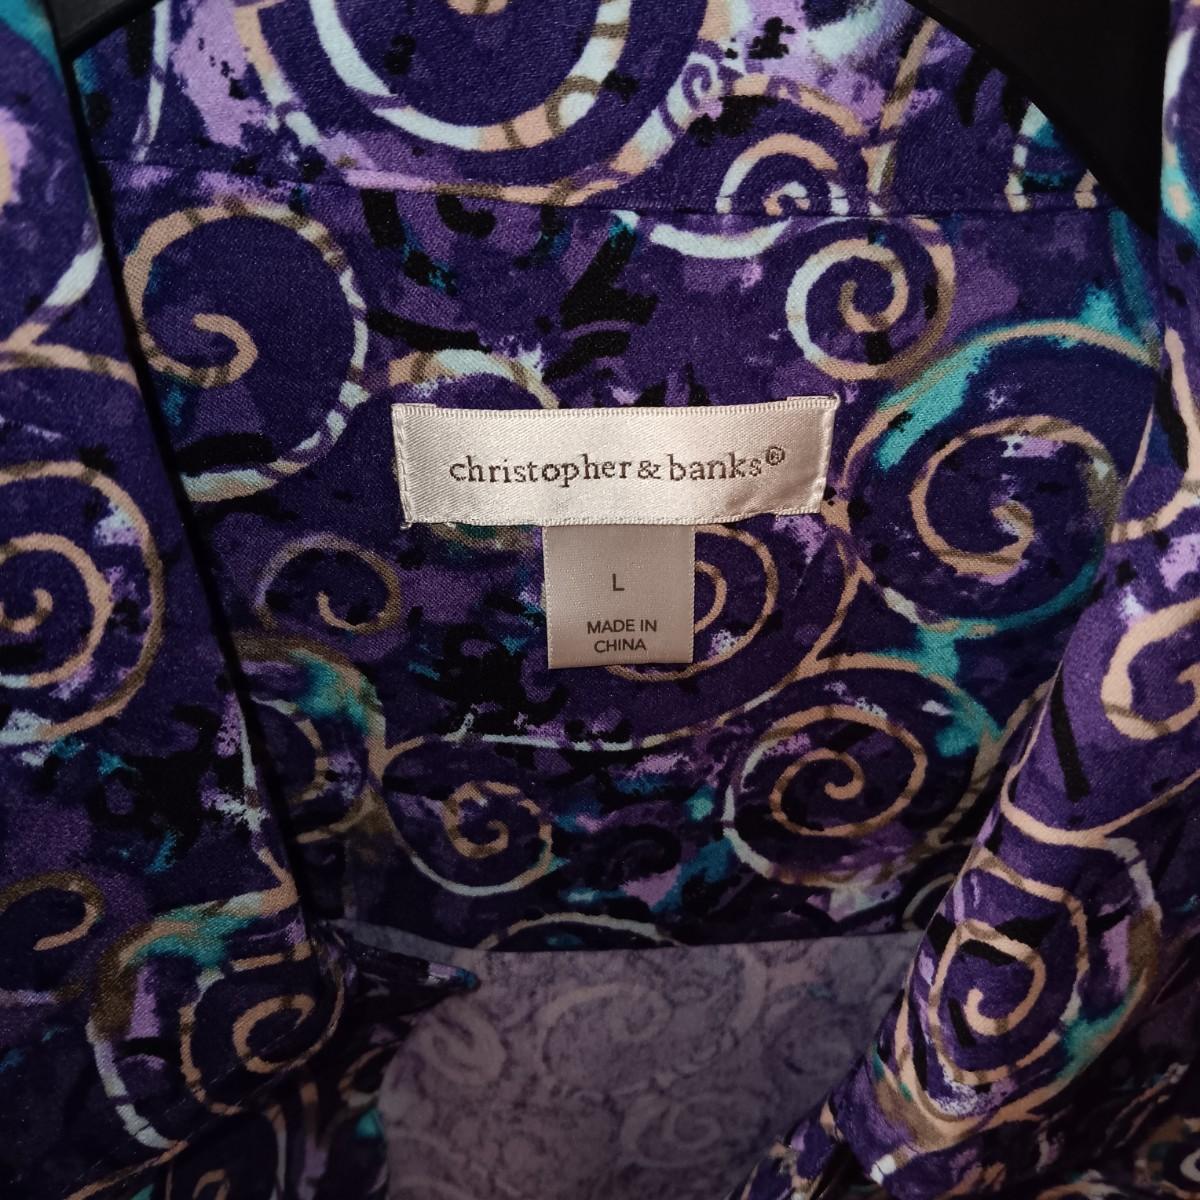 christopher & banks®
L
MADE IN
CHINA